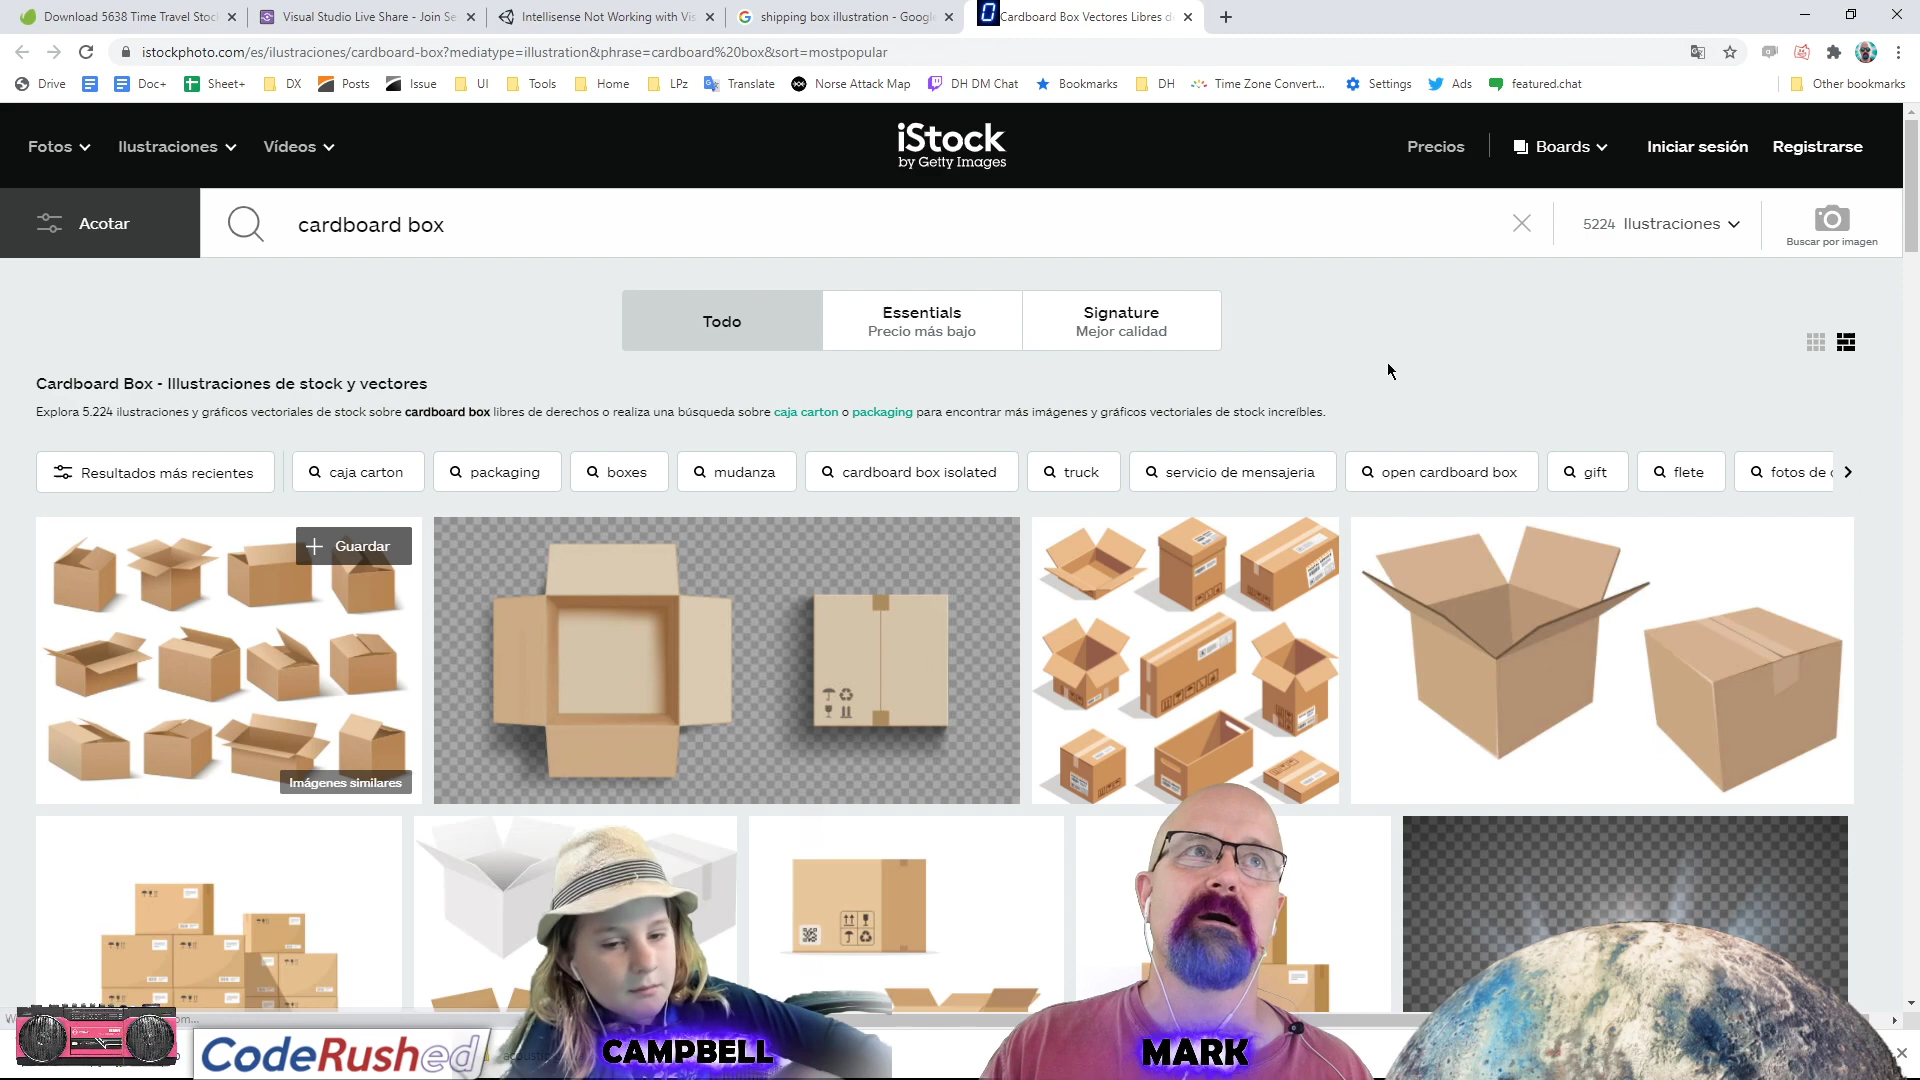 Download 5638 Time Travel Stoc
Visual Studio Live Share - Join Se
Intellisense Not Working with Vis
shipping box illustration - Google
Cardboard Box Vectores Libres d
istockphoto.com/es/ilustraciones/cardboard-box?mediatype=illustration&phrase=cardboard%20box&sort=mostpopular
Drive
Doc+
Sheet+
DX
Posts
Issue
UI
Tools
Home
LPz
Translate
Norse Attack Map
DH DM Chat
Bookmarks
DH
Time Zone Convert...
Settings
Ads
featured.chat
Other bookmarks
Fotos
Ilustraciones
Vídeos
iStock
by Getty Images
Precios
Boards
Iniciar sesión
Registrarse
Acotar
cardboard box
5224 Ilustraciones
Buscar por imagen
Todo
Essentials
Precio más bajo
Signature
Mejor calidad
Cardboard Box - Illustraciones de stock y vectores
Explora 5.224 ilustraciones y gráficos vectoriales de stock sobre cardboard box libres de derechos o realiza una búsqueda sobre caja carton o packaging para encontrar más imágenes y gráficos vectoriales de stock increíbles.
Resultados más recientes
caja carton
packaging
boxes
mudanza
cardboard box isolated
truck
servicio de mensajeria
open cardboard box
gift
flete
fotos de
Guardar
Imágenes similares
CodeRushed
CAMPBELL
MARK